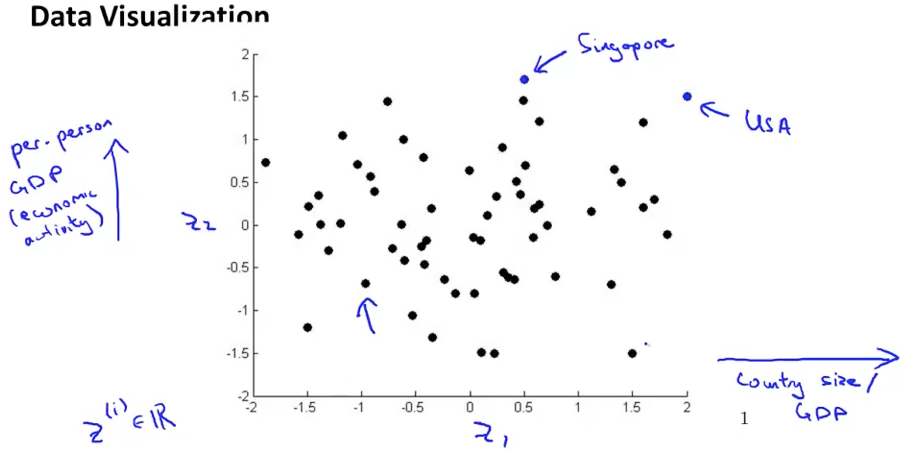 Data Visualization
Singapore
USA
per-person
GDP
(economic
activity)
z₂
2
1.5
1
0.5
0
-0.5
-1
-1.5
-2
-2
-1.5
-1
-0.5
0
0.5
1
1.5
2
z₁
Country size/
GDP
1
z⁽ⁱ⁾ ∈ ℝ